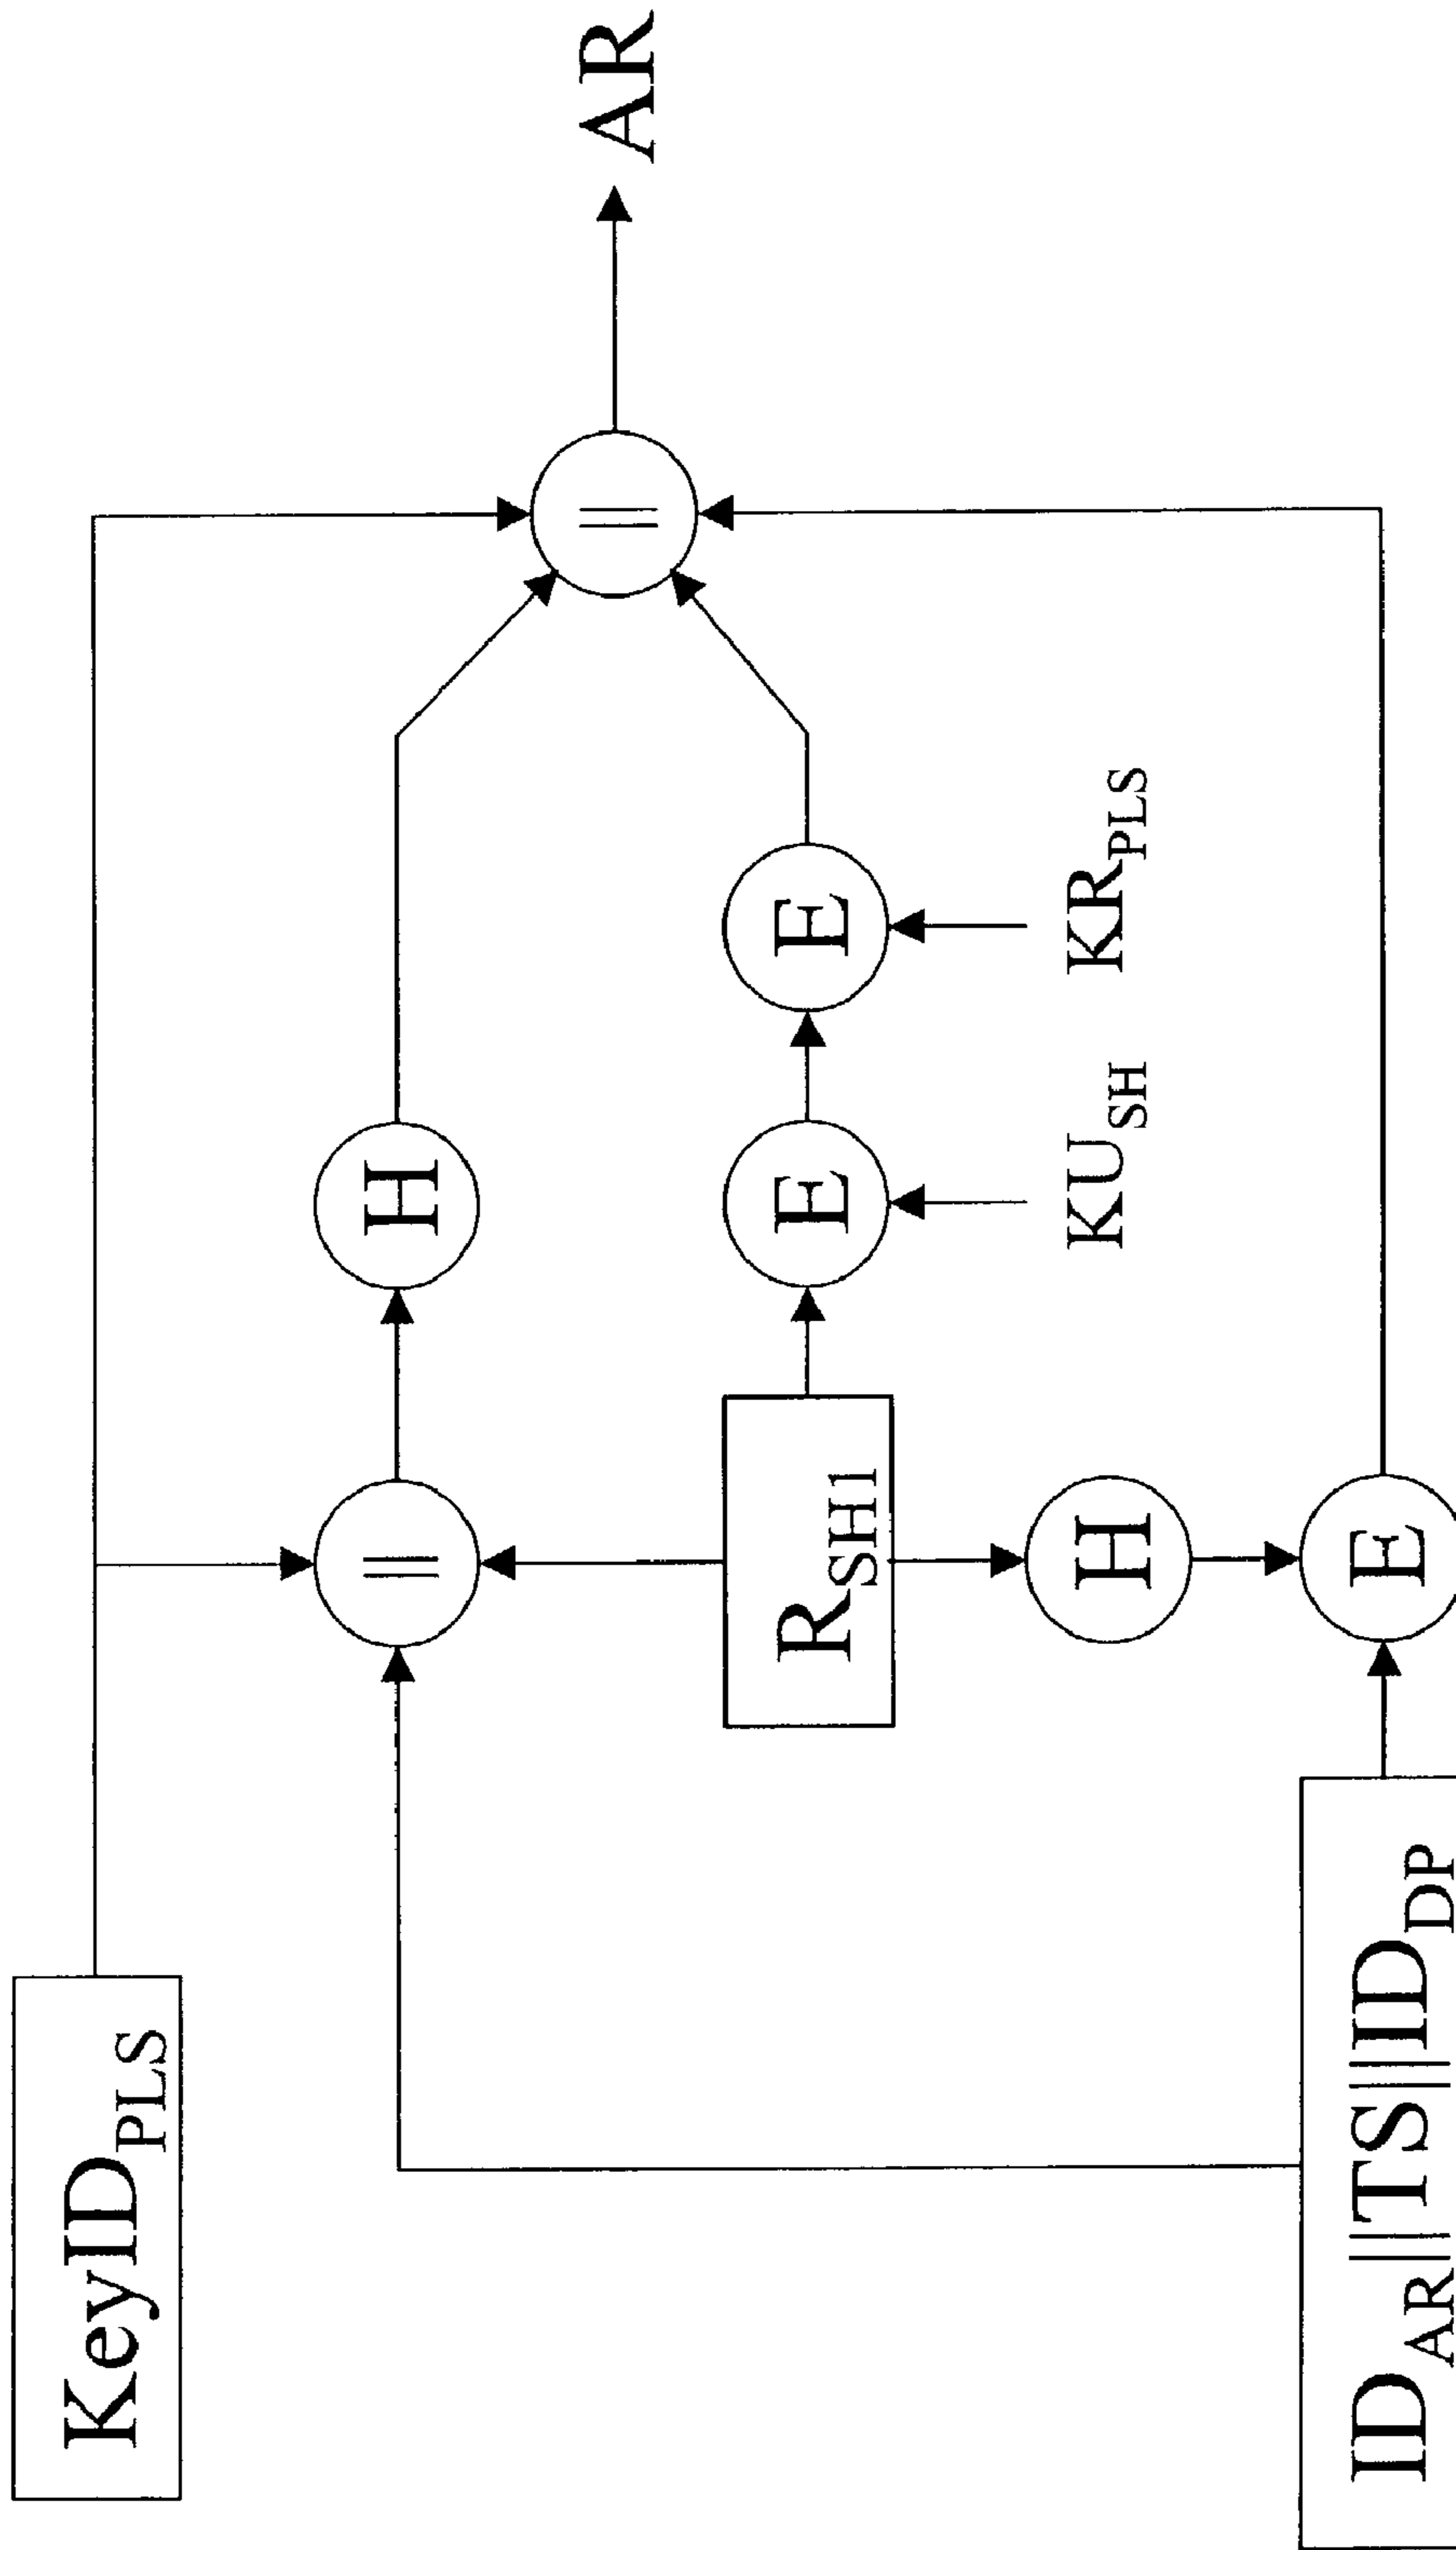 KeyID_PLS
||
H
||
AR
R_SH1
E
E
H
KU_SH
KR_PLS
ID_AR||TS||ID_DP
E